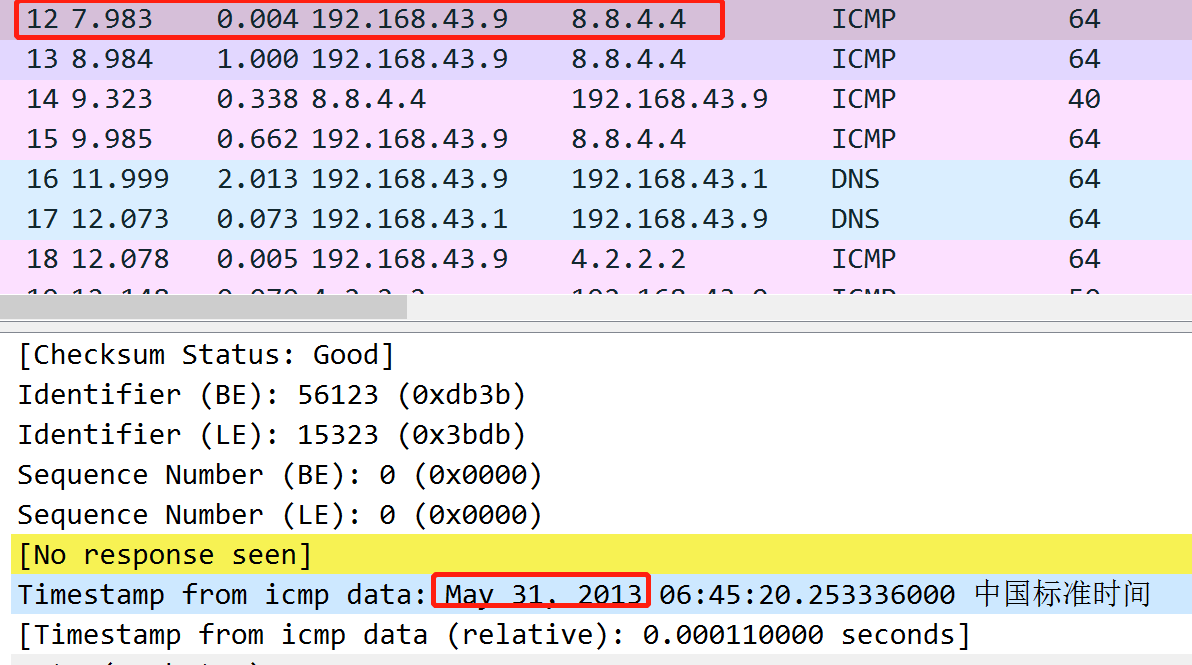 12 7.983 0.004 192.168.43.9 8.8.4.4 ICMP 64
13 8.984 1.000 192.168.43.9 8.8.4.4 ICMP 64
14 9.323 0.338 8.8.4.4 192.168.43.9 ICMP 40
15 9.985 0.662 192.168.43.9 8.8.4.4 ICMP 64
16 11.999 2.013 192.168.43.9 192.168.43.1 DNS 64
17 12.073 0.073 192.168.43.1 192.168.43.9 DNS 64
18 12.078 0.005 192.168.43.9 4.2.2.2 ICMP 64
[Checksum Status: Good]
Identifier (BE): 56123 (0xdb3b)
Identifier (LE): 15323 (0x3bdb)
Sequence Number (BE): 0 (0x0000)
Sequence Number (LE): 0 (0x0000)
[No response seen]
Timestamp from icmp data: May 31, 2013 06:45:20.253336000 中国标准时间
[Timestamp from icmp data (relative): 0.000110000 seconds]